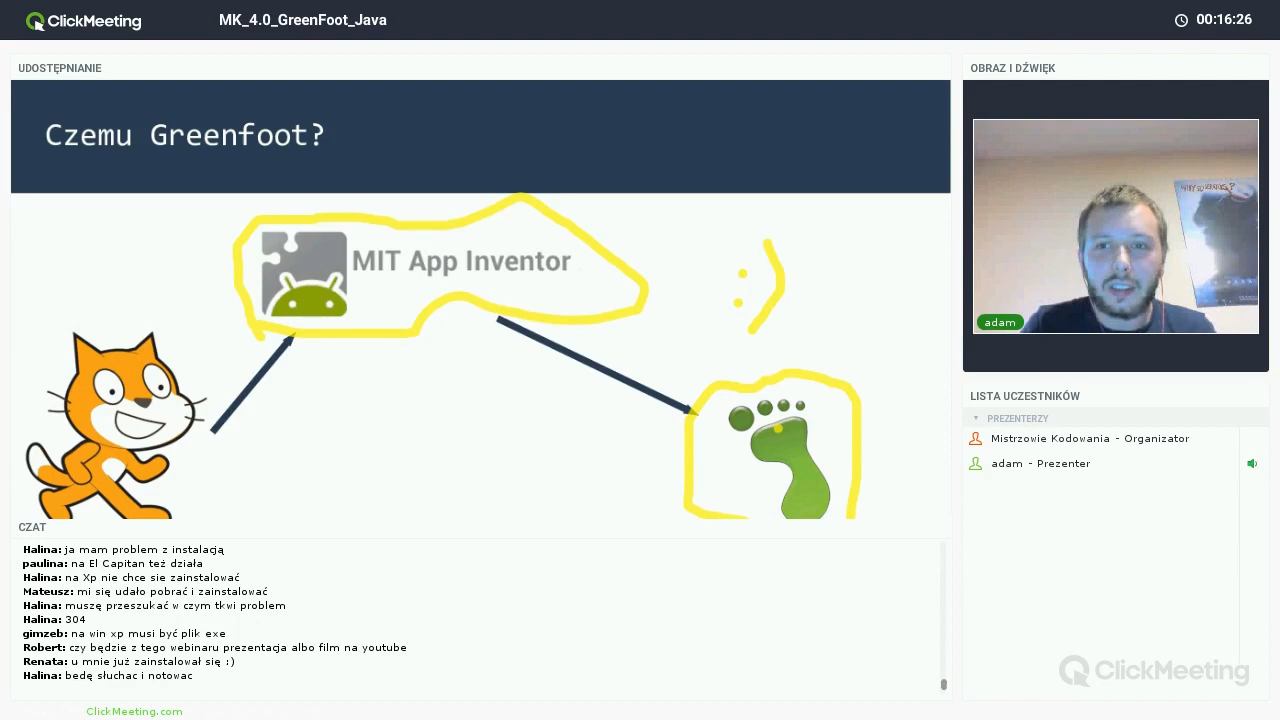 ClickMeeting
MK_4.0_GreenFoot_Java
00:16:26
UDOSTĘPNIANIE
Czemu Greenfoot?
MIT App Inventor
:)
CZAT
Halina: ja mam problem z instalacją
paulina: na El Capitan też działa
Halina: na Xp nie chce sie zainstalować
Mateusz: mi się udało pobrać i zainstalować
Halina: muszę przeszukać w czym tkwi problem
Halina: 304
gimzeb: na win xp musi być plik exe
Robert: czy będzie z tego webinaru prezentacja albo film na youtube
Renata: u mnie już zainstalował się :)
Halina: bedę słuchac i notowac
ClickMeeting.com
OBRAZ I DŹWIĘK
adam
LISTA UCZESTNIKÓW
PREZENTERZY
Mistrzowie Kodowania - Organizator
adam - Prezenter
ClickMeeting